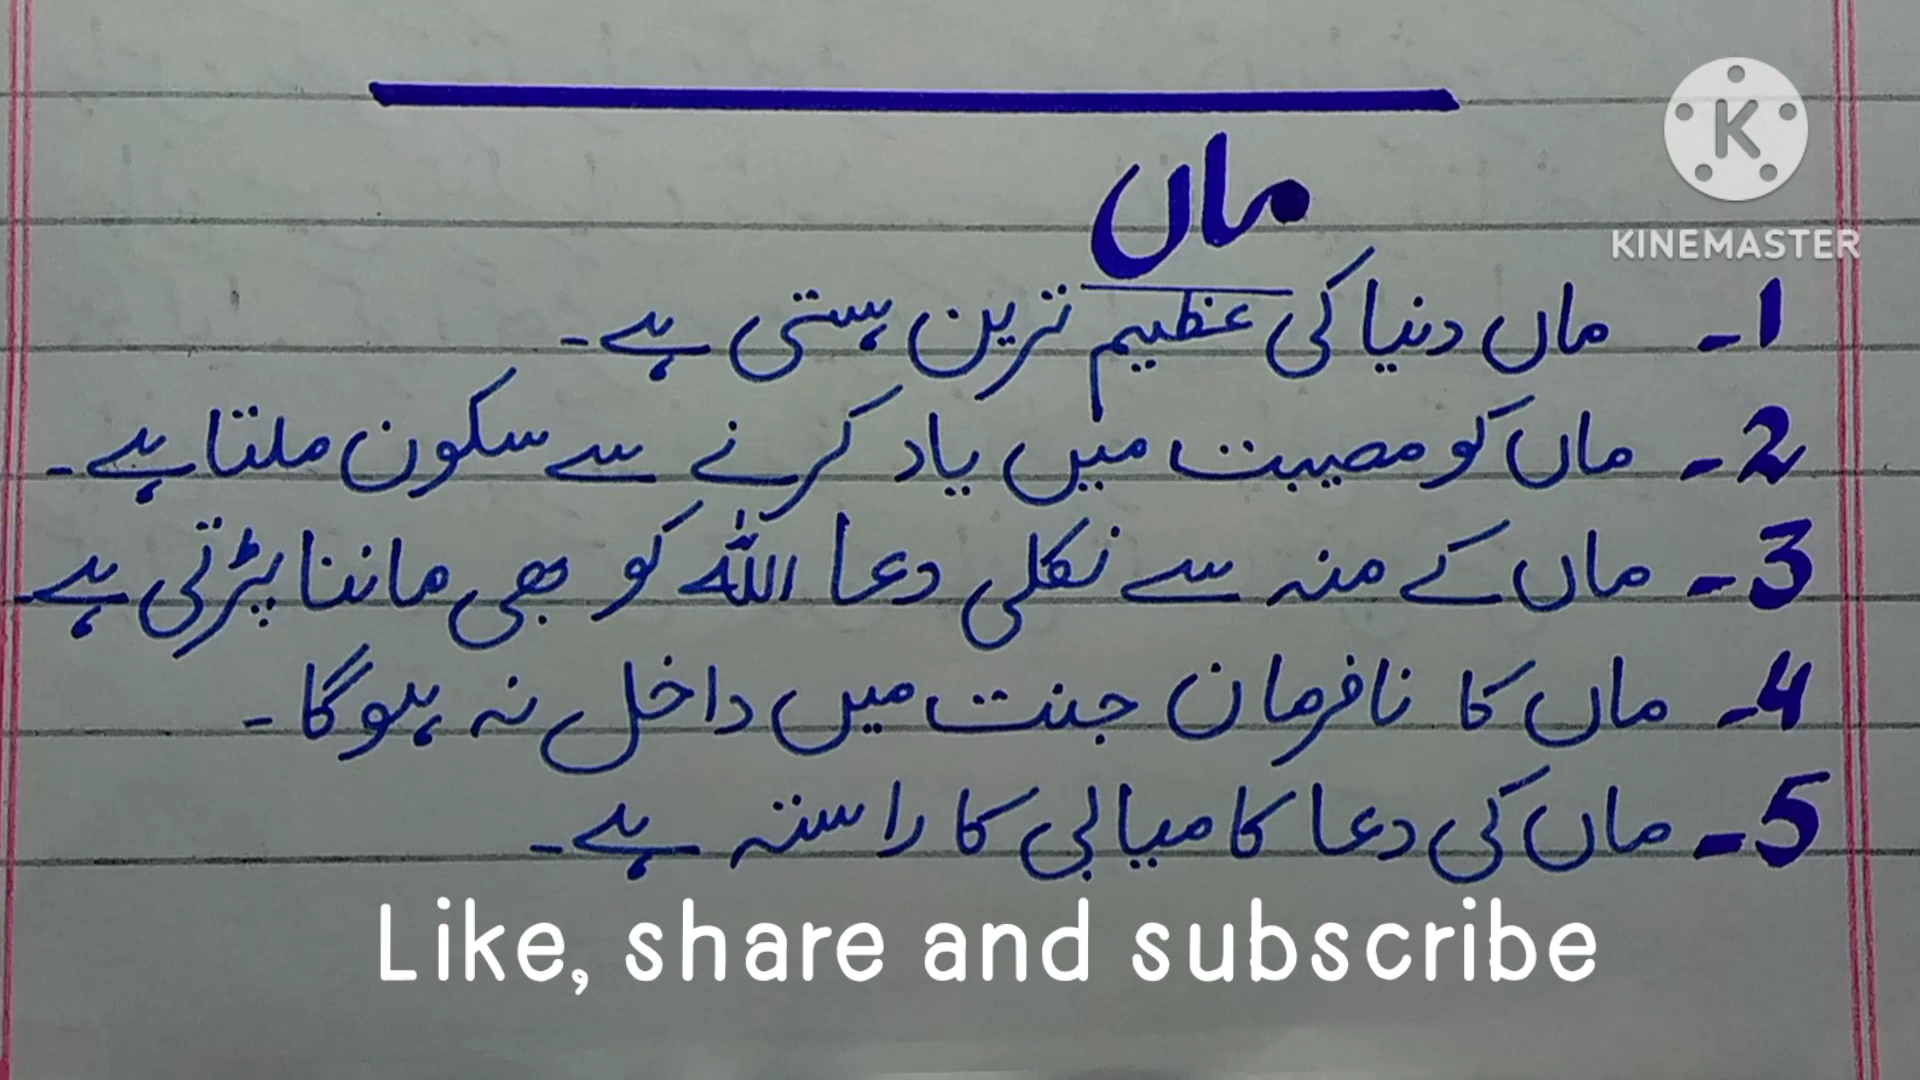 ماں
KINEMASTER
1- ماں دنیا کی عظیم ترین ہستی ہے۔
2- ماں کو مصیبت میں یاد کرنے سے سکون ملتا ہے۔
3- ماں کے منہ سے نکلی دعا اللہ کو بھی ماننا پڑتی ہے۔
4- ماں کا نافرمان جنت میں داخل نہ ہوگا۔
5- ماں کی دعا کامیابی کا راستہ ہے۔
Like, share and subscribe